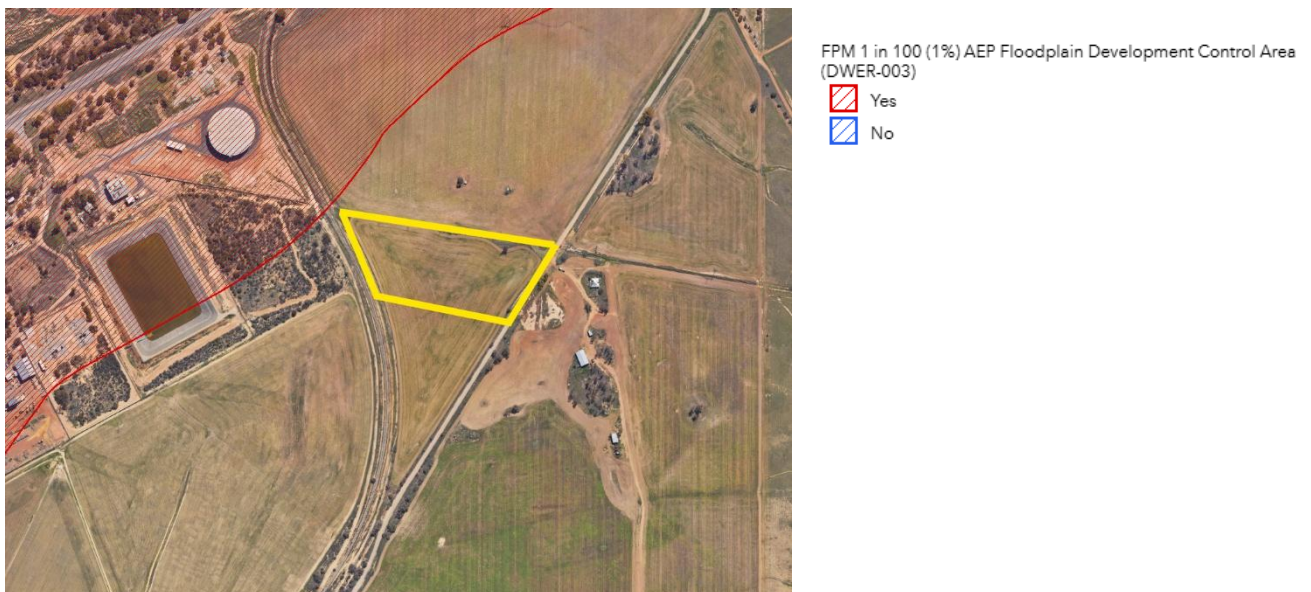 FPM 1 in 100 (1%) AEP Floodplain Development Control Area
(DWER-003)
Yes
No